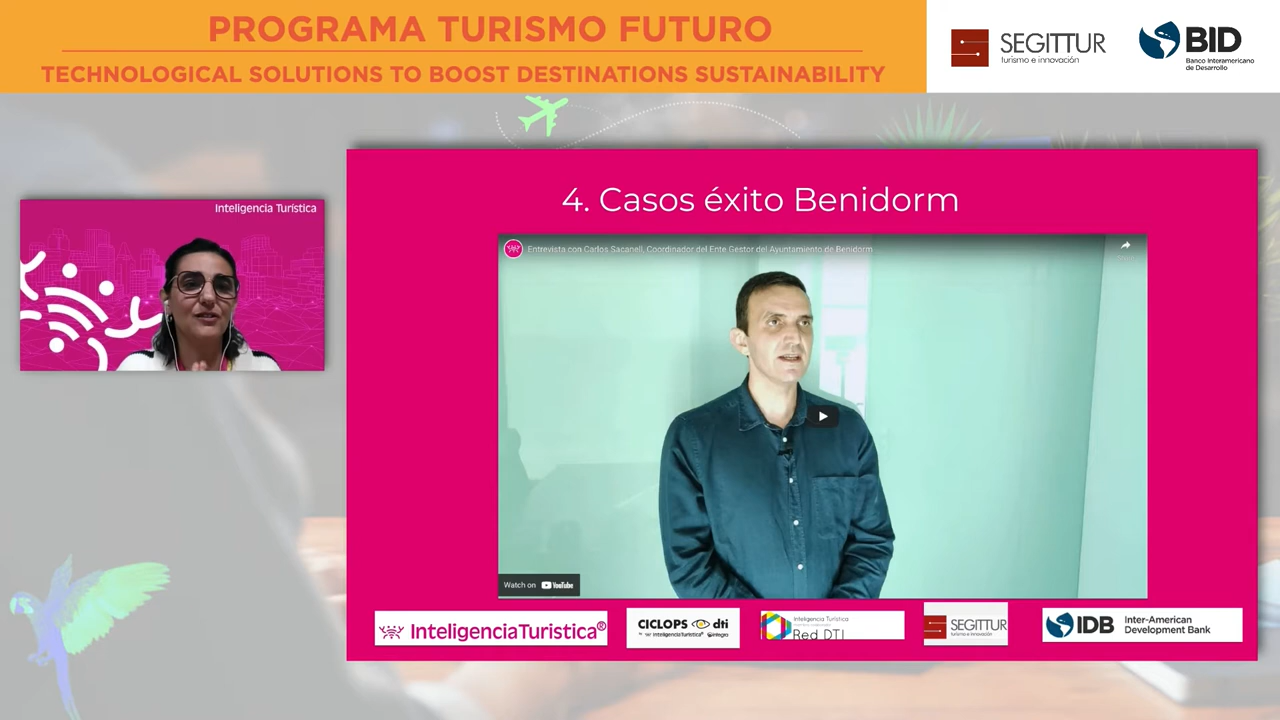 PROGRAMA TURISMO FUTURO
TECHNOLOGICAL SOLUTIONS TO BOOST DESTINATIONS SUSTAINABILITY
SEGITTUR
turismo e innovación
BID
Banco Interamericano
de Desarrollo
Inteligencia Turística
4. Casos éxito Benidorm
Entrevista con Carlos Sacanell, Coordinador del Ente Gestor del Ayuntamiento de Benidorm
Watch on YouTube
InteligenciaTuristica®
CICLOPS dti
by InteligenciaTuristica®
Inteligencia Turística
Red DTI
SEGITTUR
turismo e innovación
IDB
Inter-American
Development Bank